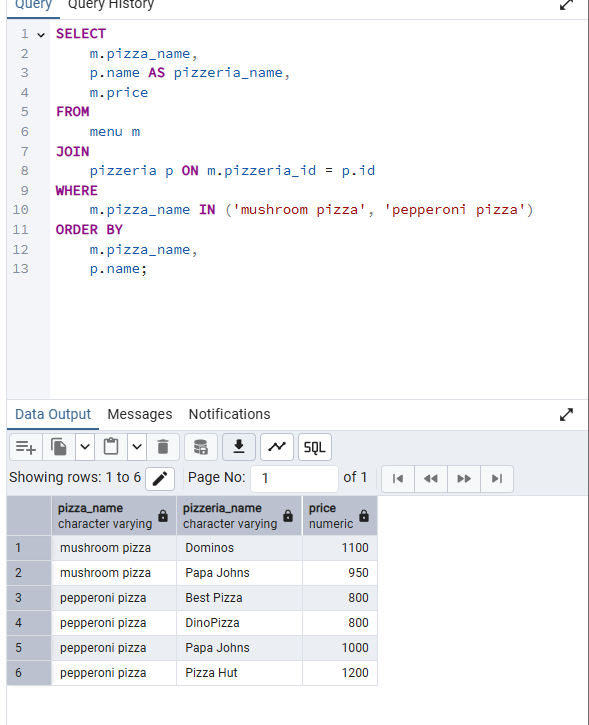 Query Query History
1 SELECT
2 m.pizza_name,
3 p.name AS pizzeria_name,
4 m.price
5 FROM
6 menu m
7 JOIN
8 pizzeria p ON m.pizzeria_id = p.id
9 WHERE
10 m.pizza_name IN ('mushroom pizza', 'pepperoni pizza')
11 ORDER BY
12 m.pizza_name,
13 p.name;
Data Output Messages Notifications
SQL
Showing rows: 1 to 6 Page No: 1 of 1
pizza_name pizzeria_name price
character varying character varying numeric
1 mushroom pizza Dominos 1100
2 mushroom pizza Papa Johns 950
3 pepperoni pizza Best Pizza 800
4 pepperoni pizza DinoPizza 800
5 pepperoni pizza Papa Johns 1000
6 pepperoni pizza Pizza Hut 1200